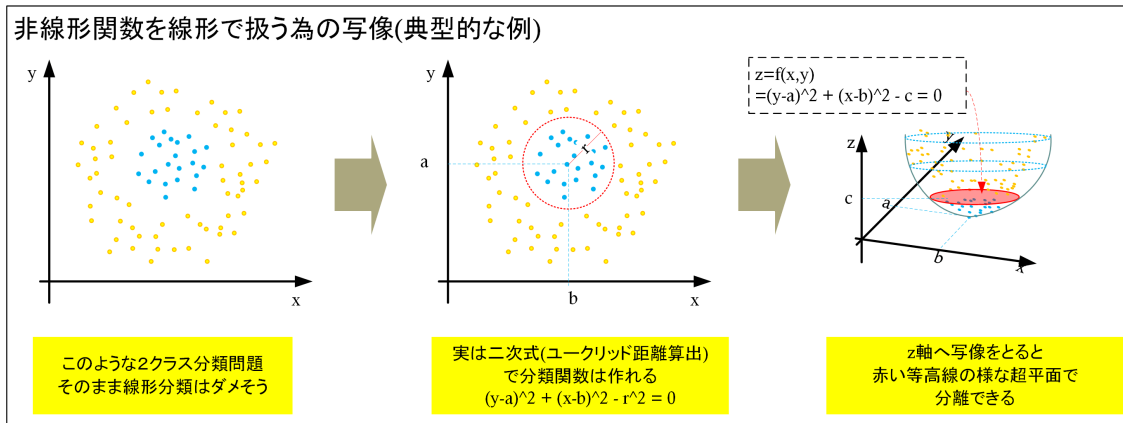 非線形関数を線形で扱う為の写像(典型的な例)
y
x
このような2クラス分類問題
そのまま線形分類はダメそう
y
a
r
b
x
実は二次式(ユークリッド距離算出)
で分類関数は作れる
(y-a)^2 + (x-b)^2 - r^2 = 0
z=f(x,y)
=(y-a)^2 + (x-b)^2 - c = 0
z
y
c
a
b
x
z軸へ写像をとると
赤い等高線の様な超平面で
分離できる